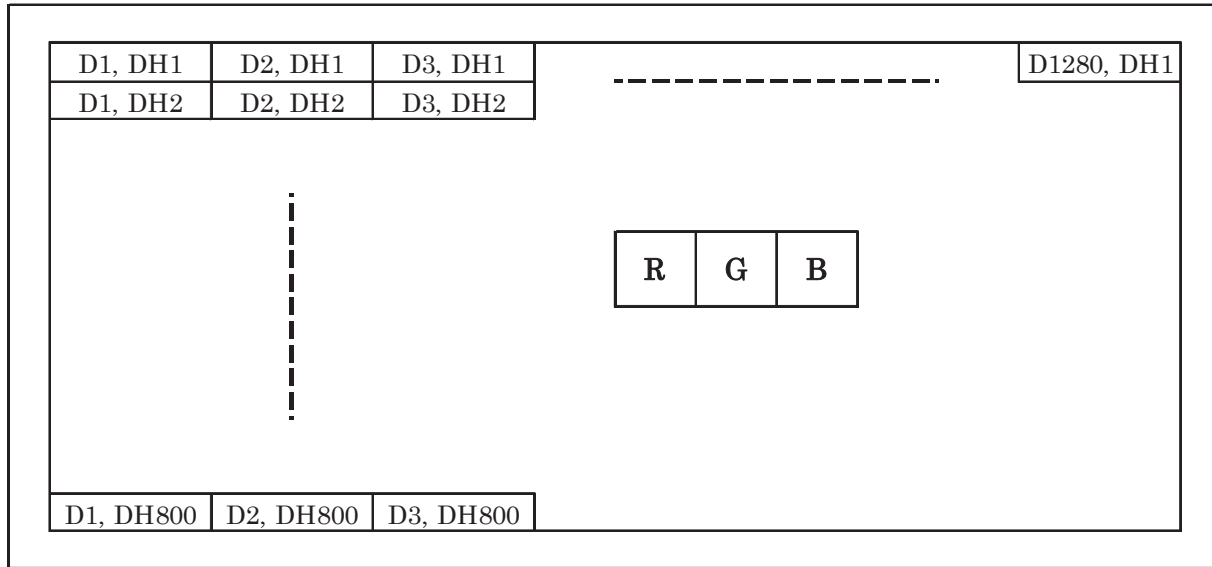 D1, DH1 D2, DH1 D3, DH1 D1280, DH1
D1, DH2 D2, DH2 D3, DH2
R G B
D1, DH800 D2, DH800 D3, DH800